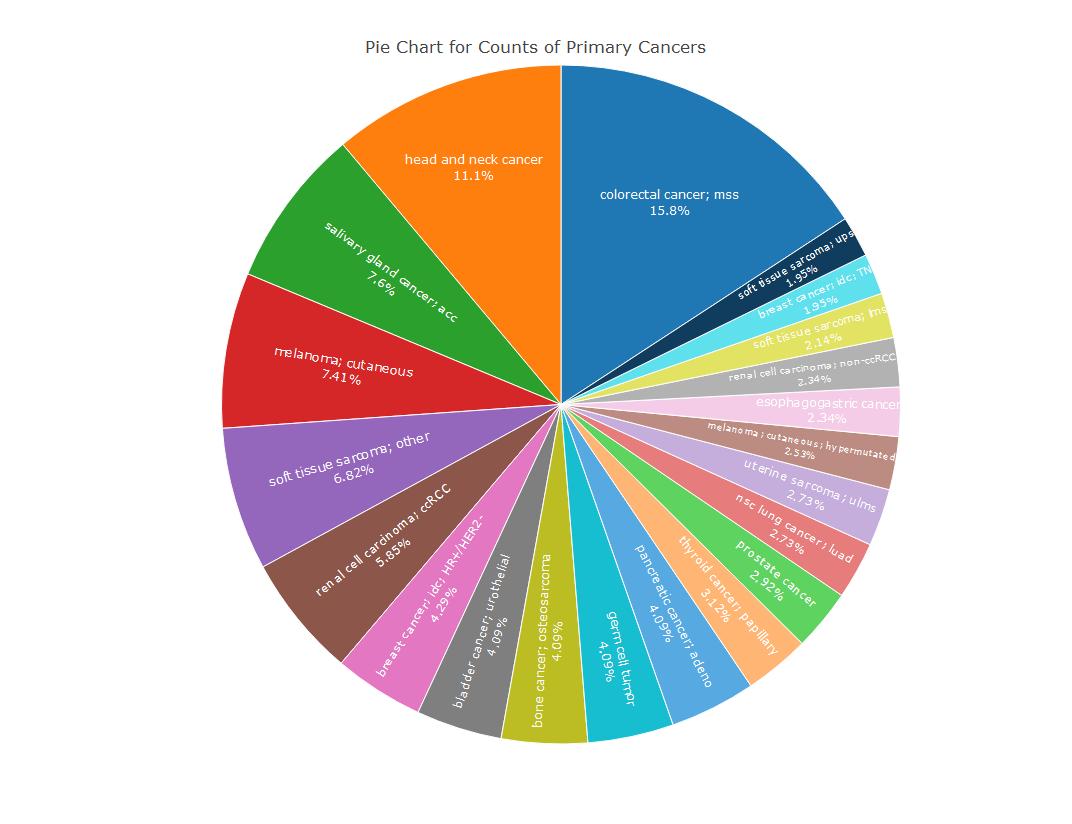 Pie Chart for Counts of Primary Cancers
colorectal cancer; mss
15.8%
head and neck cancer
11.1%
salivary gland cancer; acc
7.6%
melanoma; cutaneous
7.41%
soft tissue sarcoma; other
6.82%
renal cell carcinoma; ccRCC
5.85%
breast cancer; idc; HR+/HER2-
4.29%
bladder cancer; urothelial
4.09%
bone cancer; osteosarcoma
4.09%
germ cell tumor
4.09%
pancreatic cancer; adeno
4.09%
thyroid cancer; papillary
3.12%
prostate cancer
2.92%
nsc lung cancer; luad
2.73%
uterine sarcoma; ulms
2.73%
melanoma; cutaneous; hypermutated
2.53%
esophagogastric cancer
2.34%
renal cell carcinoma; non-ccRCC
2.34%
soft tissue sarcoma; lms
2.14%
breast cancer; idc; TN
1.95%
soft tissue sarcoma; ups
1.95%